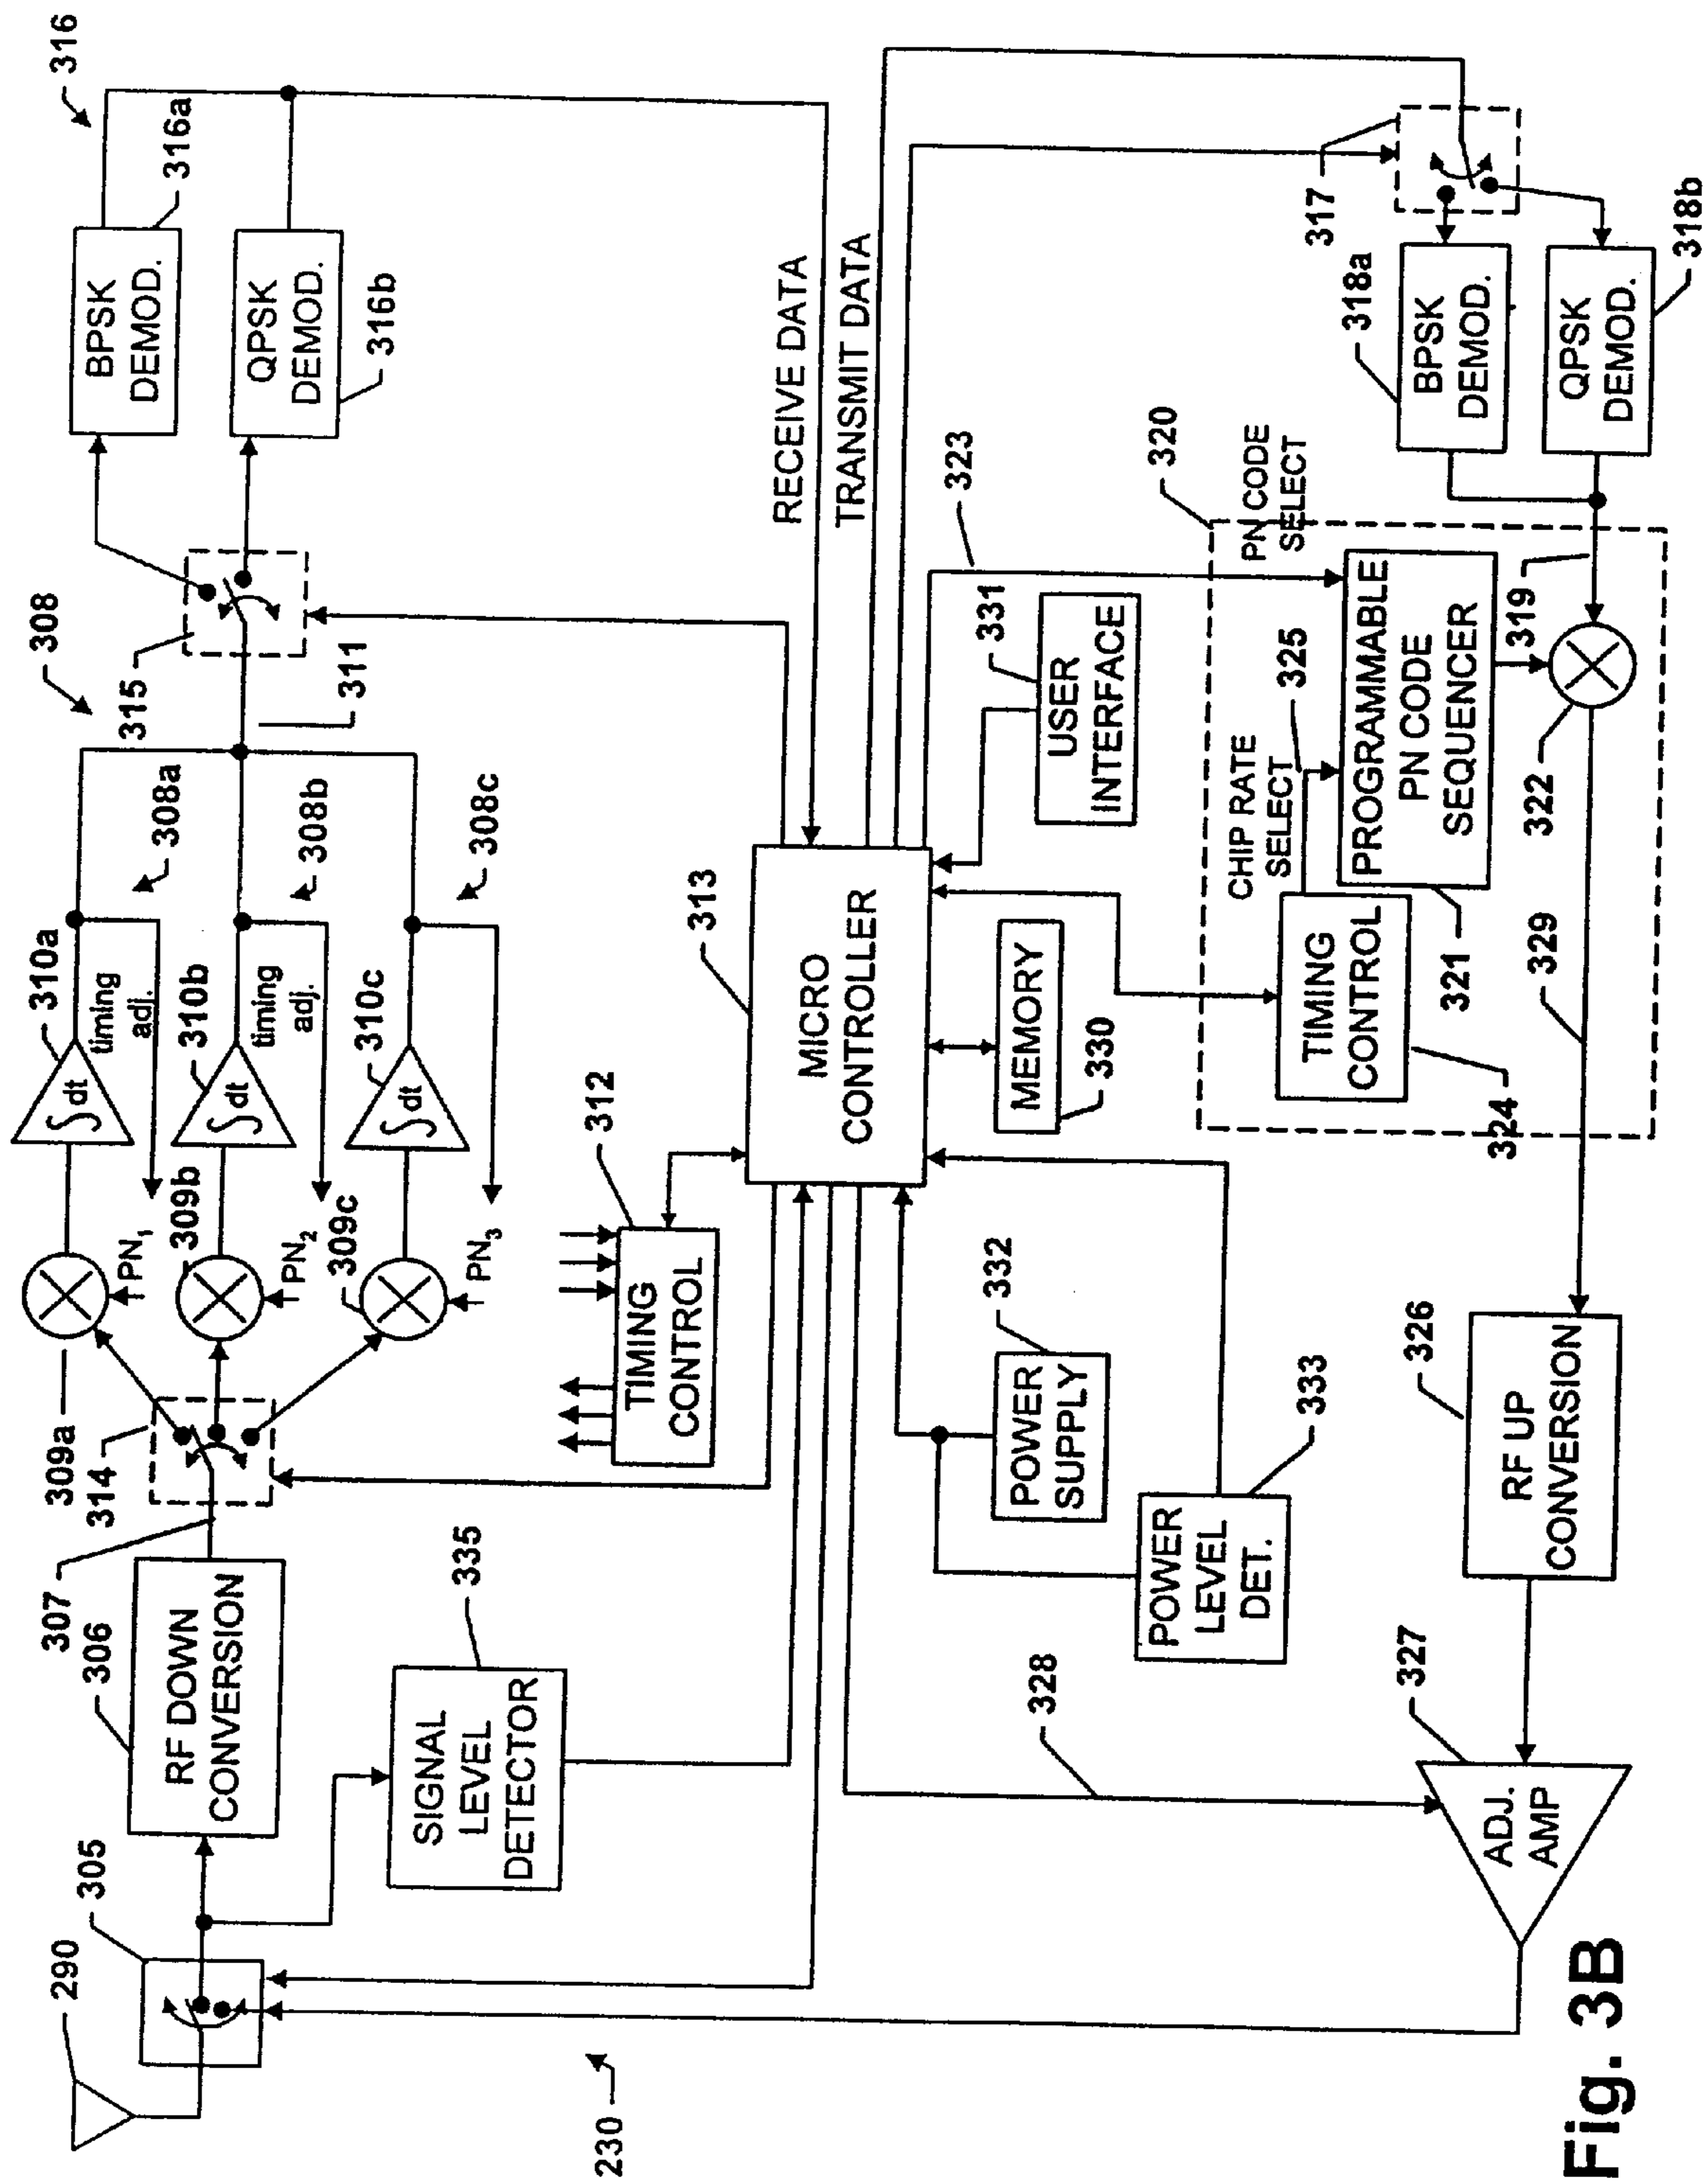 290
305
306
307
RF DOWN
CONVERSION
314
309a
309b
309c
PN1
PN2
PN3
∫dt
∫dt
∫dt
310a
310b
310c
timing
adj.
timing
adj.
308a
308b
308c
308
315
311
316
316a
BPSK
DEMOD.
QPSK
DEMOD.
316b
335
SIGNAL
LEVEL
DETECTOR
312
TIMING
CONTROL
313
MICRO
CONTROLLER
RECEIVE DATA
TRANSMIT DATA
317
323
331
USER
INTERFACE
MEMORY
330
332
POWER
SUPPLY
333
POWER
LEVEL
DET.
328
320
PN CODE
SELECT
CHIP RATE
SELECT
325
TIMING
CONTROL
324
PROGRAMMABLE
PN CODE
SEQUENCER
321
319
322
329
318a
BPSK
DEMOD.
QPSK
DEMOD.
318b
326
RF UP
CONVERSION
327
ADJ.
AMP
230
Fig. 3B